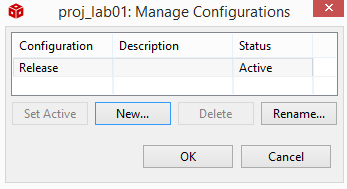 proj_lab01: Manage Configurations
Configuration Description Status
Release Active
Set Active New... Delete Rename...
OK Cancel